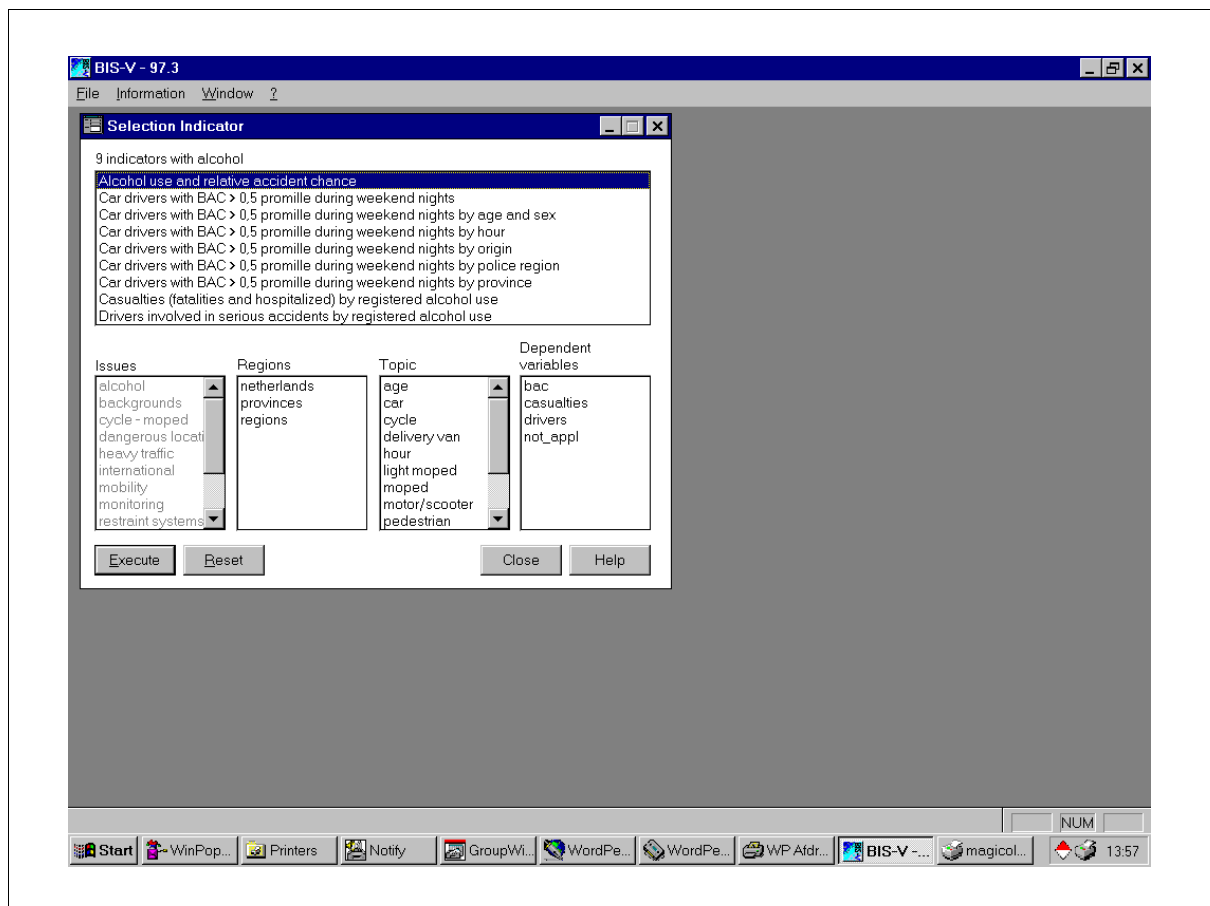 BIS-V - 97.3
File Information Window ?
Selection Indicator
9 indicators with alcohol
Alcohol use and relative accident chance
Car drivers with BAC > 0,5 promille during weekend nights
Car drivers with BAC > 0,5 promille during weekend nights by age and sex
Car drivers with BAC > 0,5 promille during weekend nights by hour
Car drivers with BAC > 0,5 promille during weekend nights by origin
Car drivers with BAC > 0,5 promille during weekend nights by police region
Car drivers with BAC > 0,5 promille during weekend nights by province
Casualties (fatalities and hospitalized) by registered alcohol use
Drivers involved in serious accidents by registered alcohol use
Issues
alcohol
backgrounds
cycle - moped
dangerous locati
heavy traffic
international
mobility
monitoring
restraint systems
Regions
netherlands
provinces
regions
Topic
age
car
cycle
delivery van
hour
light moped
moped
motor/scooter
pedestrian
Dependent
variables
bac
casualties
drivers
not_appl
Execute Reset Close Help
NUM
Start WinPop... Printers Notify GroupWi... WordPe... WordPe... WP Afdr... BIS-V -... magicol... 13:57